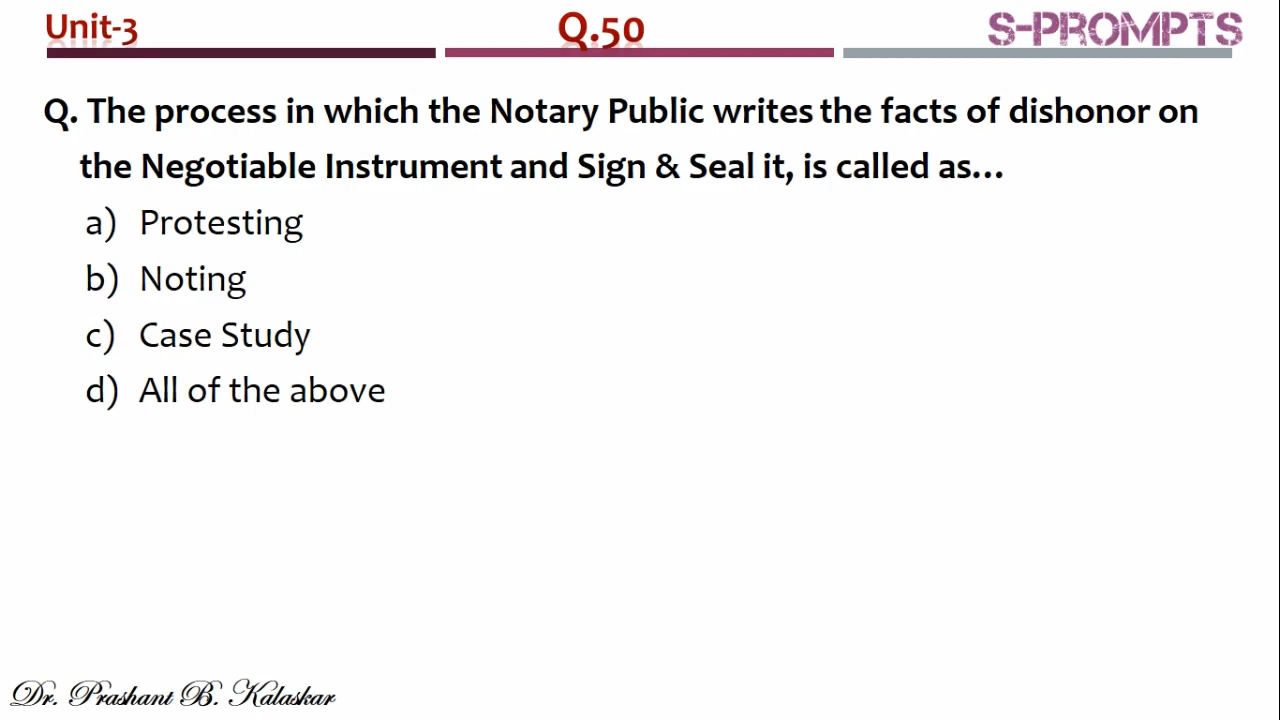 Unit-3
Q.50
S-PROMPTS
Q. The process in which the Notary Public writes the facts of dishonor on
the Negotiable Instrument and Sign & Seal it, is called as...
a) Protesting
b) Noting
c) Case Study
d) All of the above
Dr. Prashant B. Kalaskar